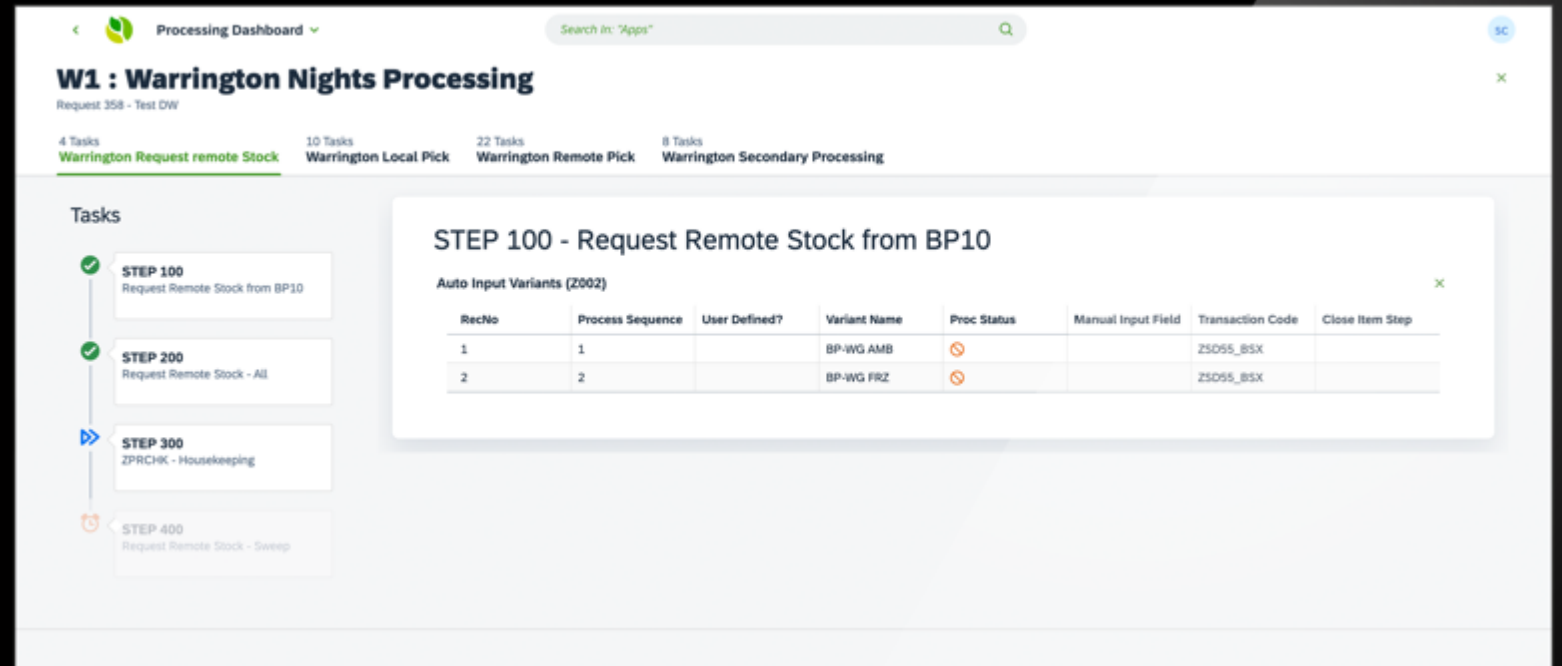 Processing Dashboard
Search In: "Apps"
SC
W1 : Warrington Nights Processing
Request 358 - Test DW
4 Tasks
Warrington Request remote Stock
10 Tasks
Warrington Local Pick
22 Tasks
Warrington Remote Pick
8 Tasks
Warrington Secondary Processing
Tasks
STEP 100
Request Remote Stock from BP10
STEP 200
Request Remote Stock - All
STEP 300
ZPRCHK - Housekeeping
STEP 400
Request Remote Stock - Sweep
STEP 100 - Request Remote Stock from BP10
Auto Input Variants (Z002)
RecNo Process Sequence User Defined? Variant Name Proc Status Manual Input Field Transaction Code Close Item Step
1 1 BP-WG AMB ZSD55_BSX
2 2 BP-WG FRZ ZSD55_BSX